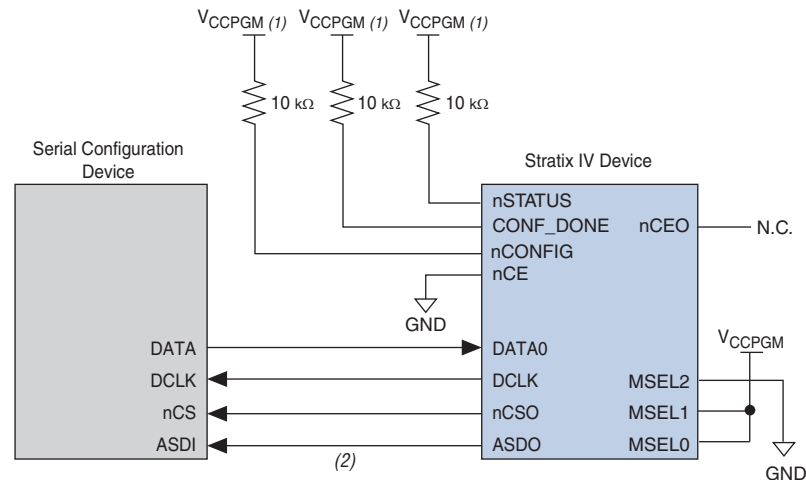 VCCPGM (1) VCCPGM (1) VCCPGM (1)
10 kΩ 10 kΩ 10 kΩ
Serial Configuration
Device
Stratix IV Device
nSTATUS
CONF_DONE nCEO N.C.
nCONFIG
nCE
GND
VCCPGM
DATA DATA0
DCLK DCLK MSEL2
nCS nCSO MSEL1
ASDI ASDO MSEL0
(2)
GND